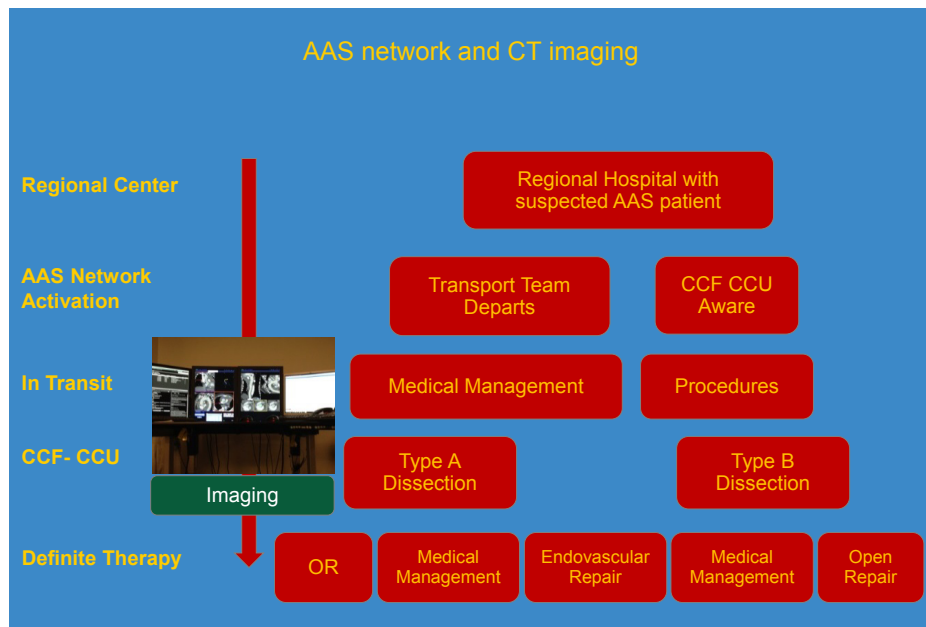 AAS network and CT imaging
Regional Center
Regional Hospital with
suspected AAS patient
AAS Network
Activation
Transport Team
Departs
CCF CCU
Aware
In Transit
Medical Management
Procedures
CCF- CCU
Type A
Dissection
Type B
Dissection
Imaging
Definite Therapy
OR
Medical
Management
Endovascular
Repair
Medical
Management
Open
Repair